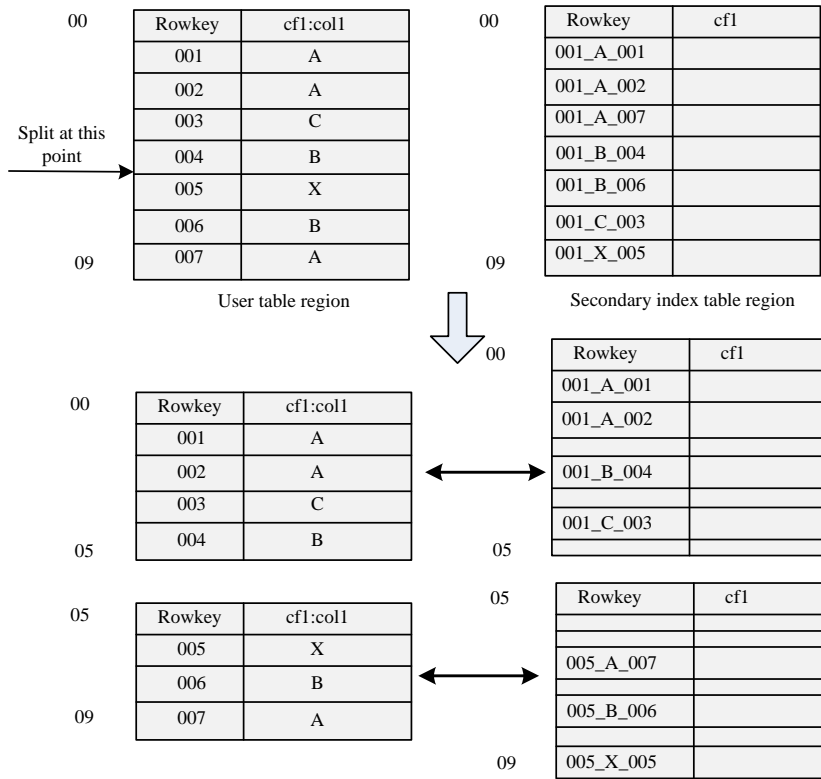 00
Rowkey cf1:col1
001 A
002 A
003 C
004 B
005 X
006 B
007 A
09
Split at this
point
User table region
00
Rowkey cf1
001_A_001
001_A_002
001_A_007
001_B_004
001_B_006
001_C_003
001_X_005
09
Secondary index table region
00
Rowkey cf1:col1
001 A
002 A
003 C
004 B
05
00
Rowkey cf1
001_A_001
001_A_002
001_B_004
001_C_003
05
05
Rowkey cf1:col1
005 X
006 B
007 A
09
05
Rowkey cf1
005_A_007
005_B_006
005_X_005
09